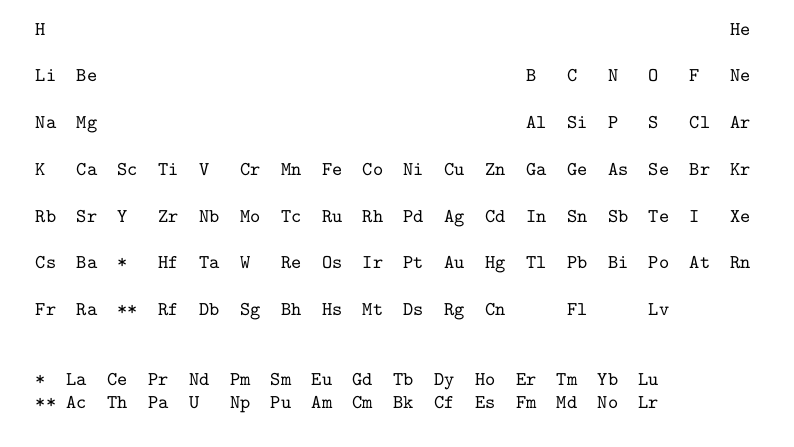 H He
Li Be B C N O F Ne
Na Mg Al Si P S Cl Ar
K Ca Sc Ti V Cr Mn Fe Co Ni Cu Zn Ga Ge As Se Br Kr
Rb Sr Y Zr Nb Mo Tc Ru Rh Pd Ag Cd In Sn Sb Te I Xe
Cs Ba * Hf Ta W Re Os Ir Pt Au Hg Tl Pb Bi Po At Rn
Fr Ra ** Rf Db Sg Bh Hs Mt Ds Rg Cn Fl Lv
* La Ce Pr Nd Pm Sm Eu Gd Tb Dy Ho Er Tm Yb Lu
** Ac Th Pa U Np Pu Am Cm Bk Cf Es Fm Md No Lr